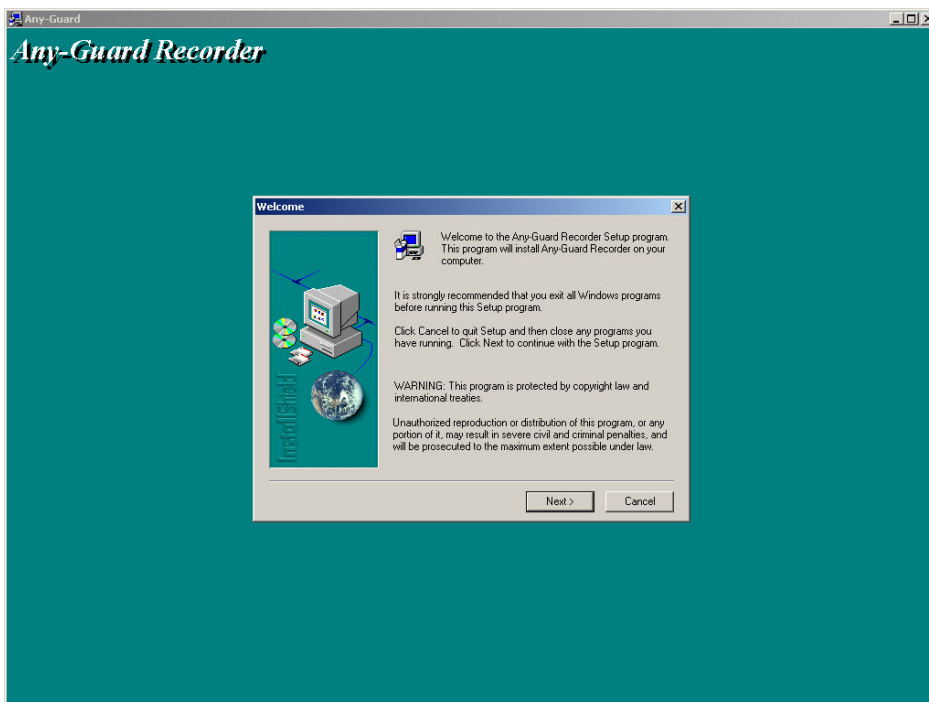 Any-Guard
Any-Guard Recorder
Welcome
Welcome to the Any-Guard Recorder Setup program.
This program will install Any-Guard Recorder on your
computer.
It is strongly recommended that you exit all Windows programs
before running this Setup program.
Click Cancel to quit Setup and then close any programs you
have running.  Click Next to continue with the Setup program.
WARNING: This program is protected by copyright law and
international treaties.
Unauthorized reproduction or distribution of this program, or any
portion of it, may result in severe civil and criminal penalties, and
will be prosecuted to the maximum extent possible under law.
InstallShield
Next >
Cancel